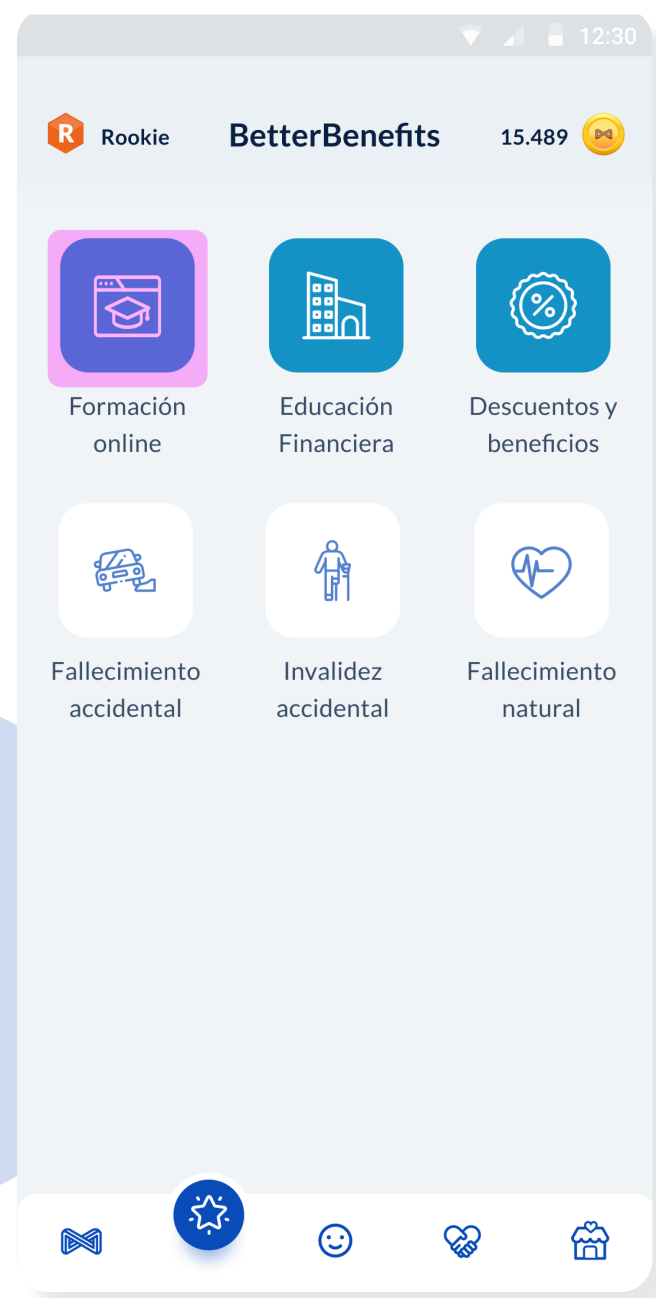 12:30
R Rookie BetterBenefits 15.489
Formación
online
Educación
Financiera
Descuentos y
beneficios
Fallecimiento
accidental
Invalidez
accidental
Fallecimiento
natural